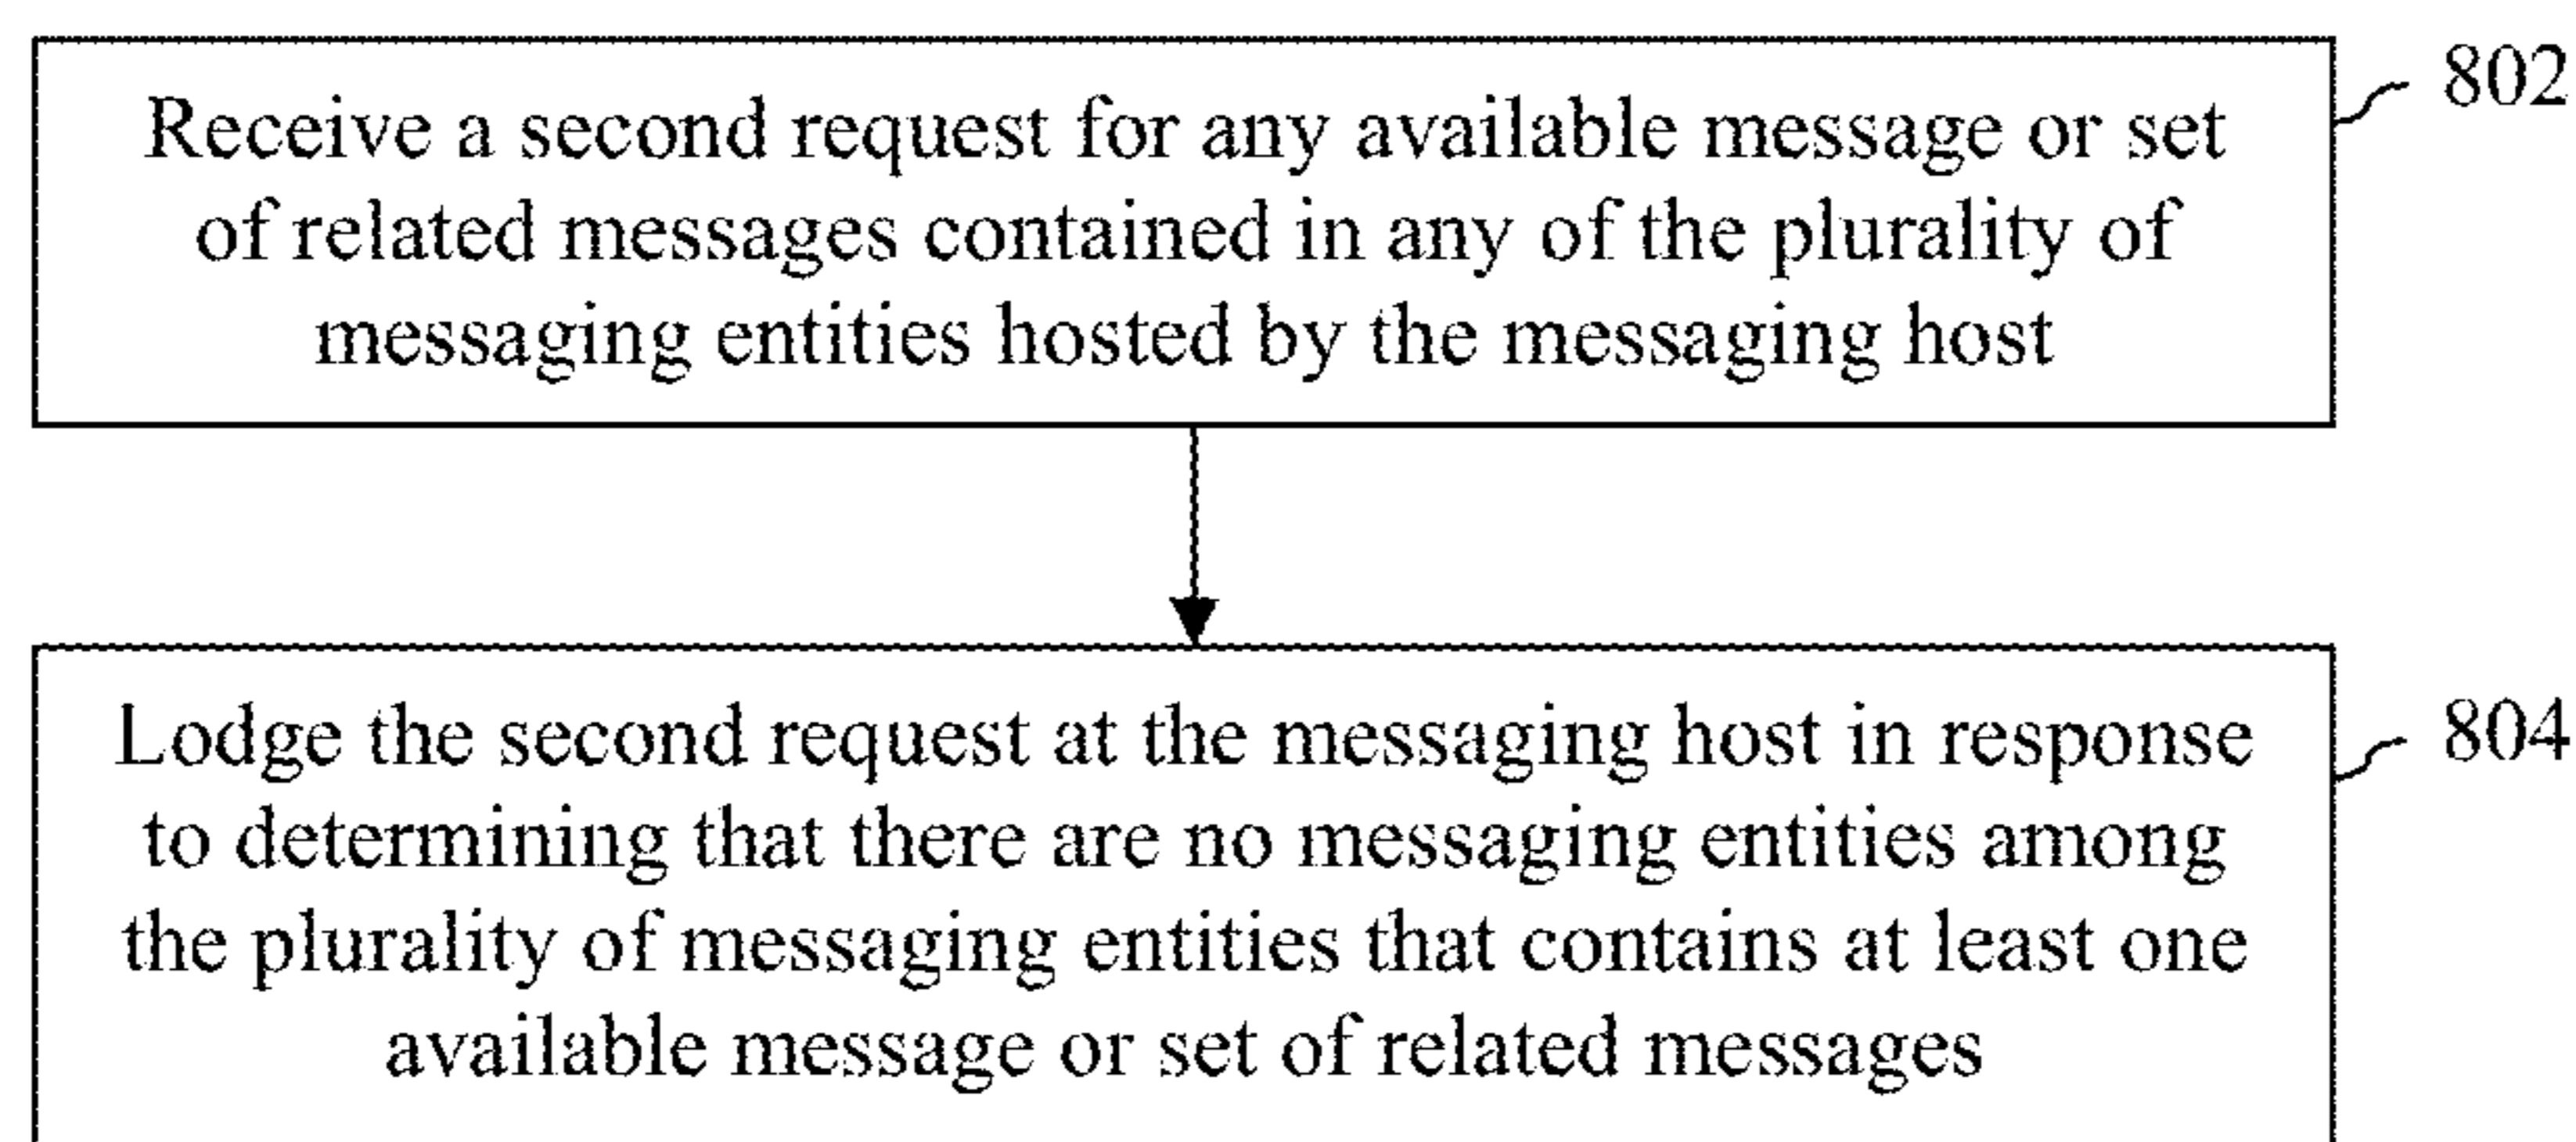 Receive a second request for any available message or set
802
of related messages contained in any of the plurality of
messaging entities hosted by the messaging host
Lodge the second request at the messaging host in response
804
to determining that there are no messaging entities among
the plurality of messaging entities that contains at least one
available message or set of related messages